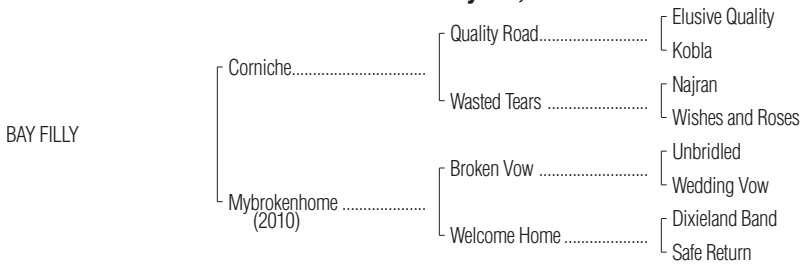 Elusive Quality
Quality Road
Kobla
Corniche
Najran
Wasted Tears
Wishes and Roses
BAY FILLY
Unbridled
Broken Vow
Wedding Vow
Mybrokenhome
(2010)
Dixieland Band
Welcome Home
Safe Return